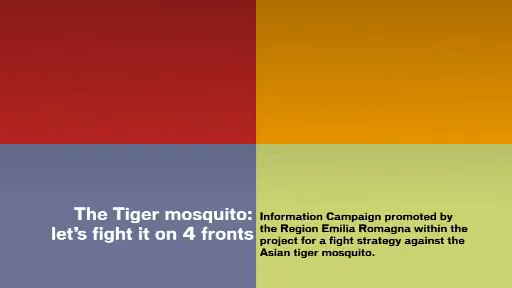 The Tiger mosquito:
let's fight it on 4 fronts
Information Campaign promoted by
the Region Emilia Romagna within the
project for a fight strategy against the
Asian tiger mosquito.